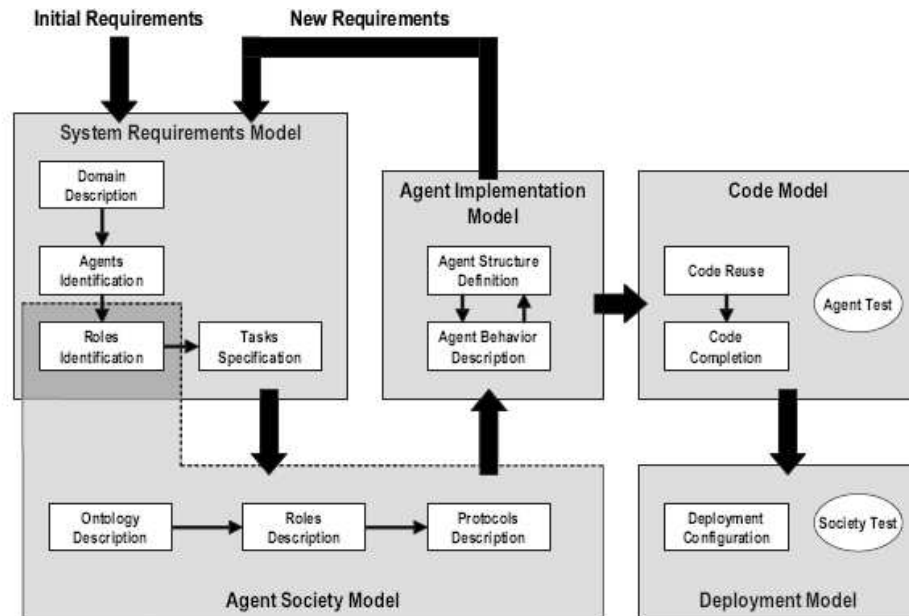 Initial Requirements
New Requirements
System Requirements Model
Domain
Description
Agents
Identification
Roles
Identification
Tasks
Specification
Agent Implementation
Model
Agent Structure
Definition
Agent Behavior
Description
Code Model
Code Reuse
Code
Completion
Agent Test
Ontology
Description
Roles
Description
Protocols
Description
Agent Society Model
Deployment
Configuration
Society Test
Deployment Model